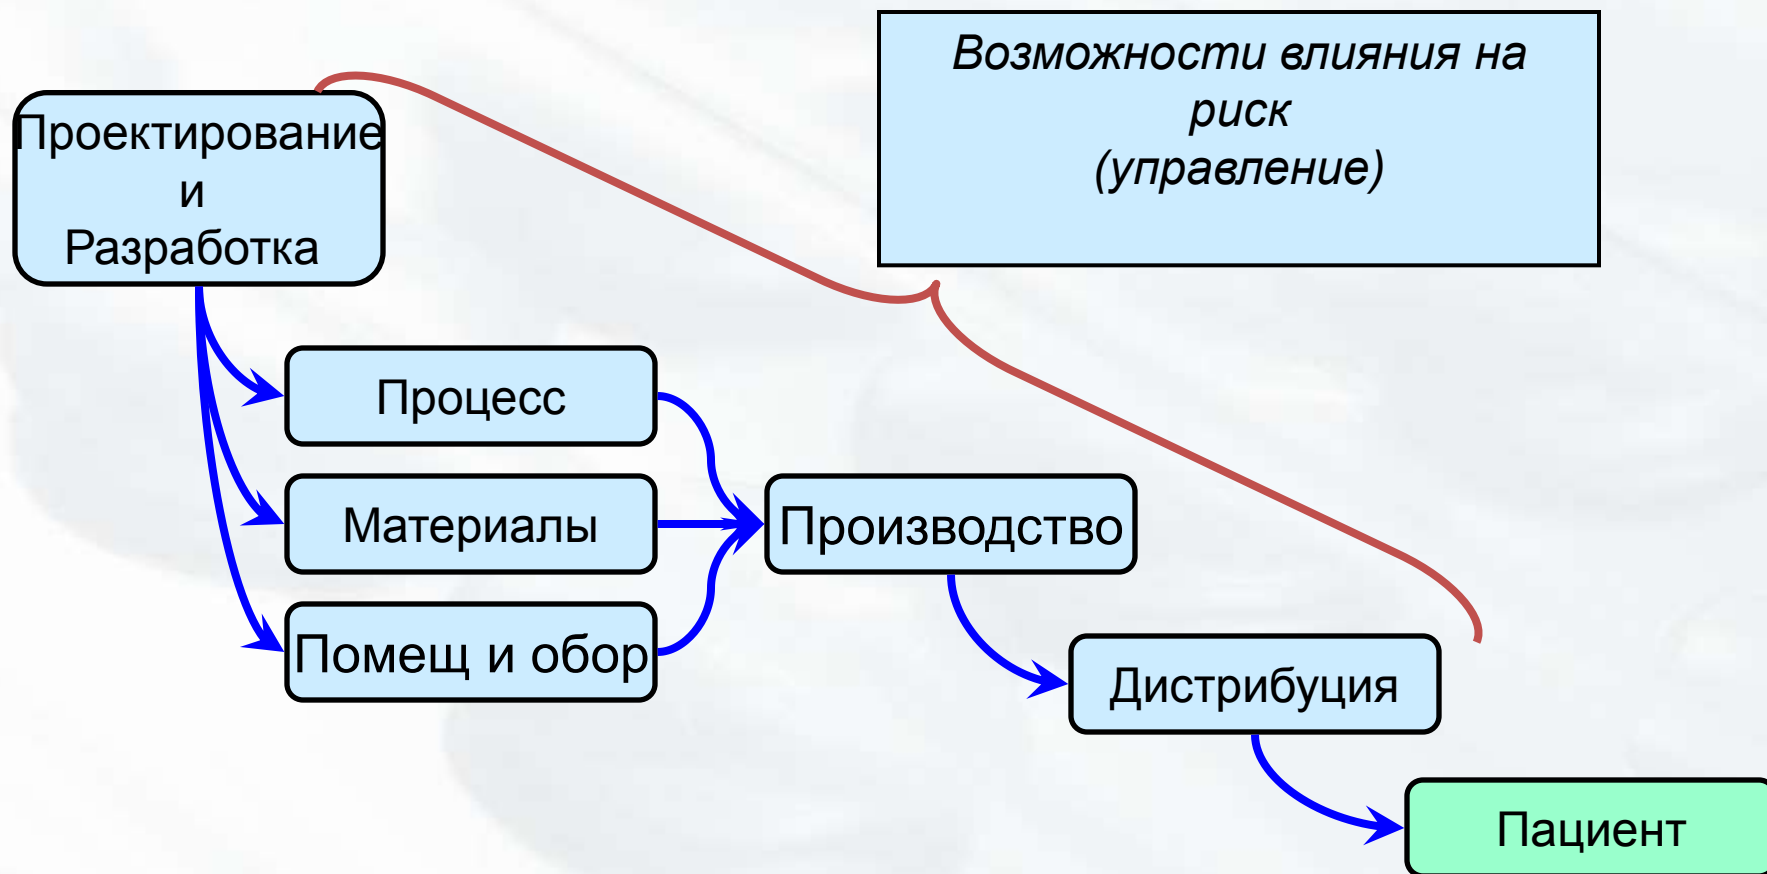 Возможности влияния на
риск
(управление)
Проектирование
и
Разработка
Процесс
Материалы
Производство
Помещ и обор
Дистрибуция
Пациент